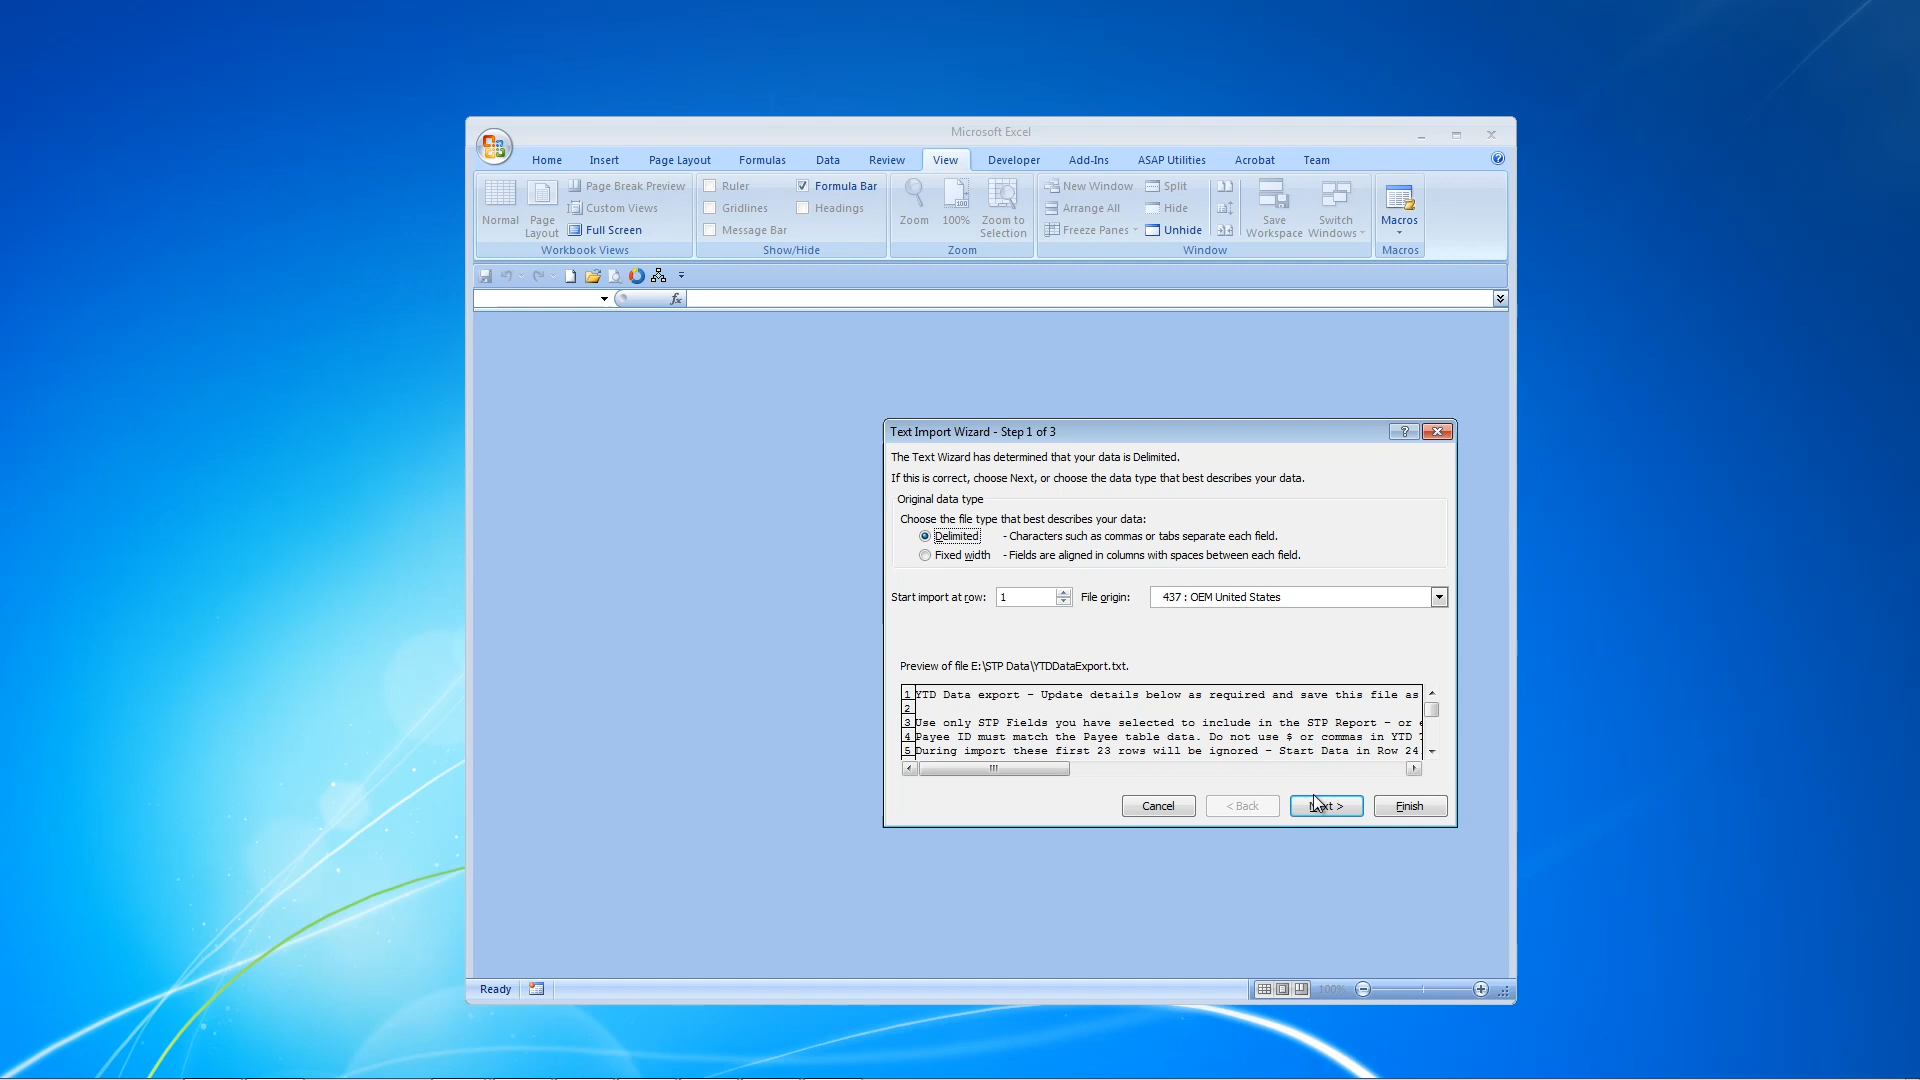 Microsoft Excel
Home Insert Page Layout Formulas Data Review View Developer Add-Ins ASAP Utilities Acrobat Team
Normal
Page Layout
Page Break Preview
Custom Views
Full Screen
Workbook Views
Ruler
Gridlines
Message Bar
Formula Bar
Headings
Show/Hide
Zoom
100%
Zoom to Selection
Zoom
New Window
Arrange All
Freeze Panes
Split
Hide
Unhide
Save Workspace
Switch Windows
Window
Macros
Macros
fx
Text Import Wizard - Step 1 of 3
The Text Wizard has determined that your data is Delimited.
If this is correct, choose Next, or choose the data type that best describes your data.
Original data type
Choose the file type that best describes your data:
Delimited - Characters such as commas or tabs separate each field.
Fixed width - Fields are aligned in columns with spaces between each field.
Start import at row: 1 File origin: 437 : OEM United States
Preview of file E:\STP Data\YTDDataExport.txt.
1 YTD Data export - Update details below as required and save this file as
2
3 Use only STP Fields you have selected to include in the STP Report - or
4 Payee ID must match the Payee table data. Do not use $ or commas in YTD
5 During import these first 23 rows will be ignored - Start Data in Row 24
Cancel < Back Next > Finish
Ready 100%